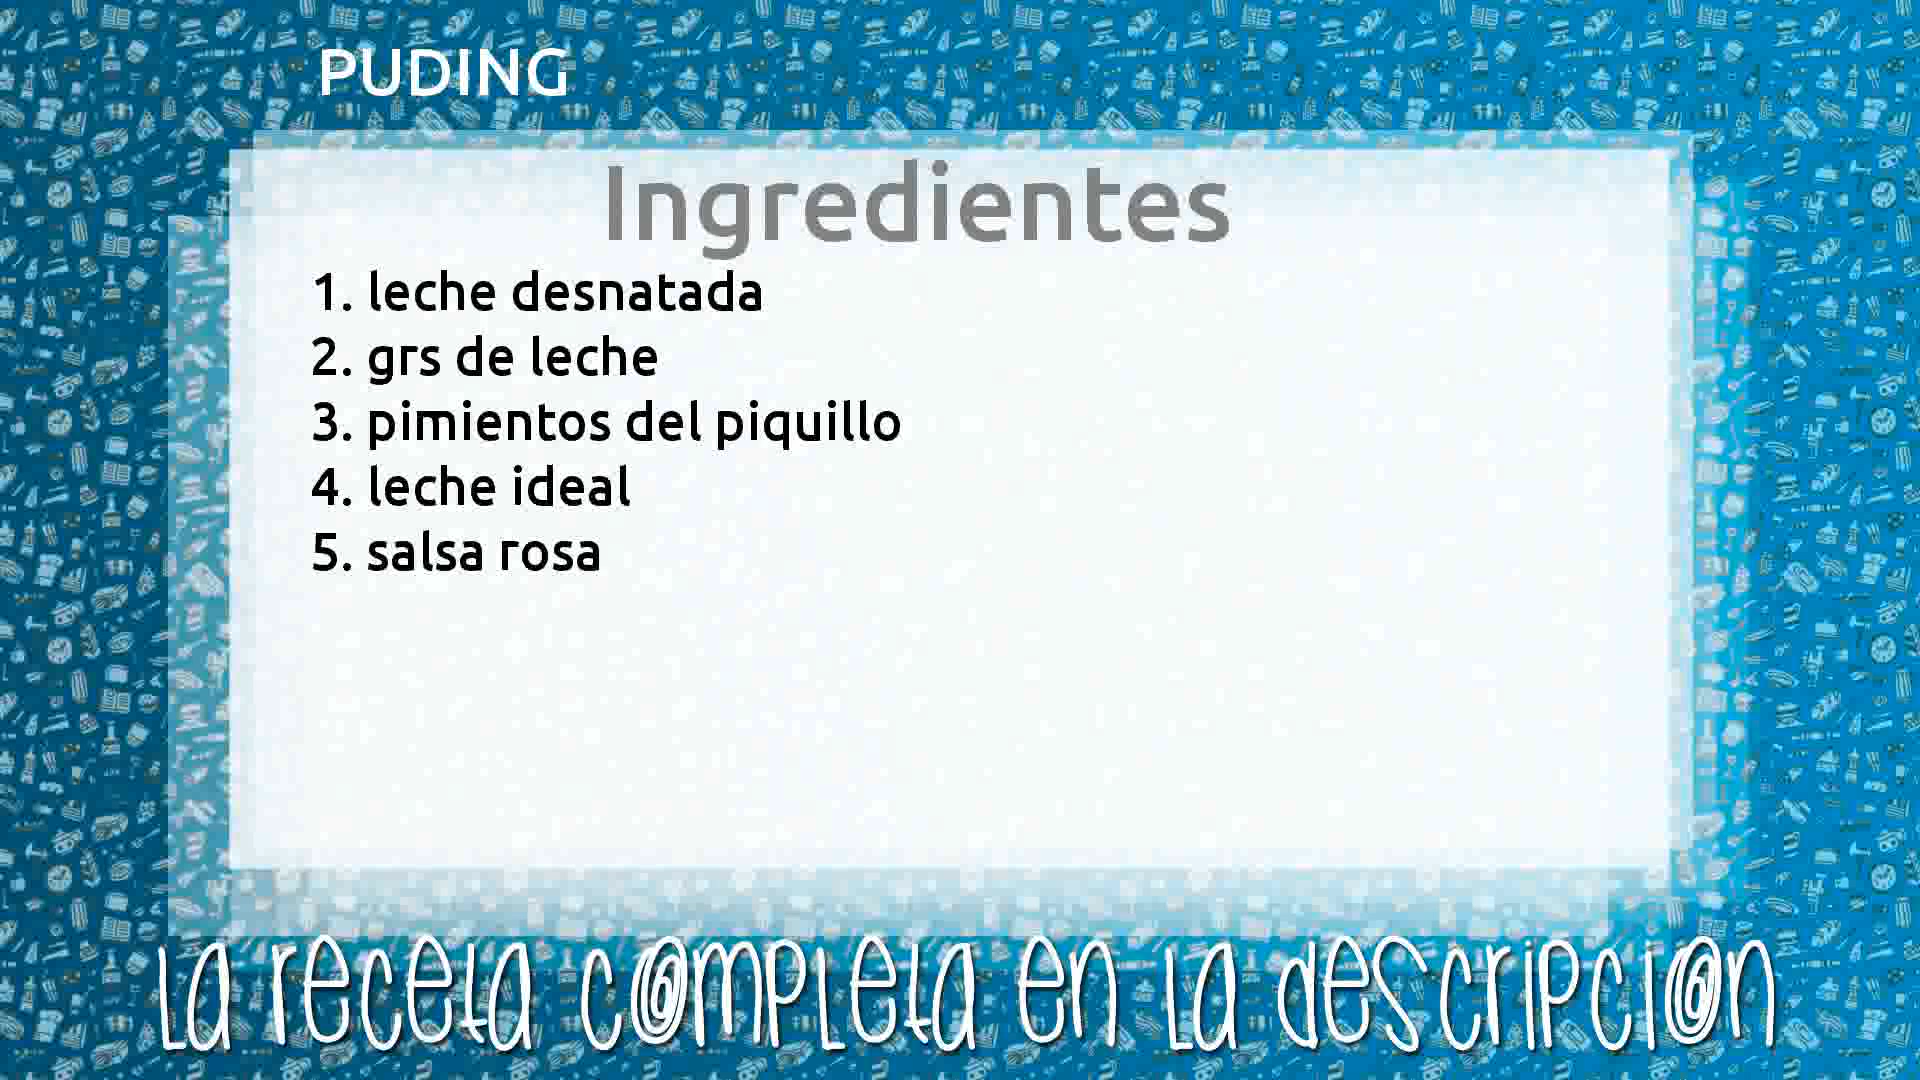 PUDING
Ingredientes
1. leche desnatada
2. grs de leche
3. pimientos del piquillo
4. leche ideal
5. salsa rosa
La receta completa en la descripción